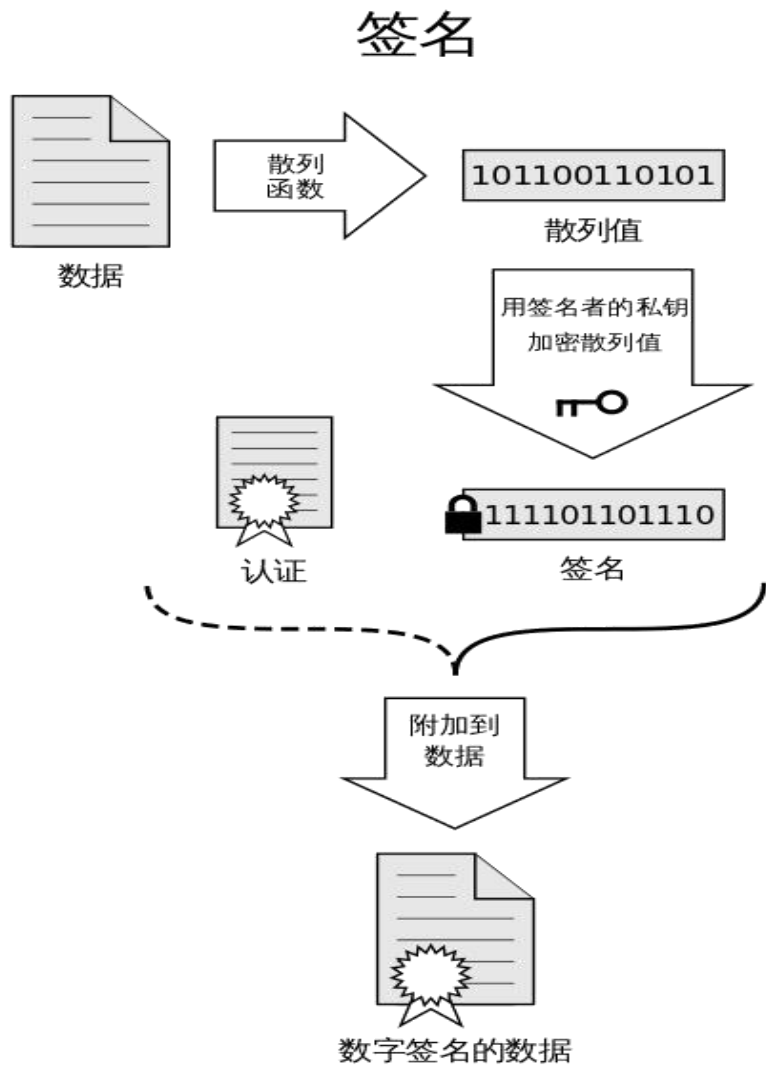 签名
散列
函数
101100110101
散列值
数据
用签名者的私钥
加密散列值
111101101110
认证
签名
附加到
数据
数字签名的数据